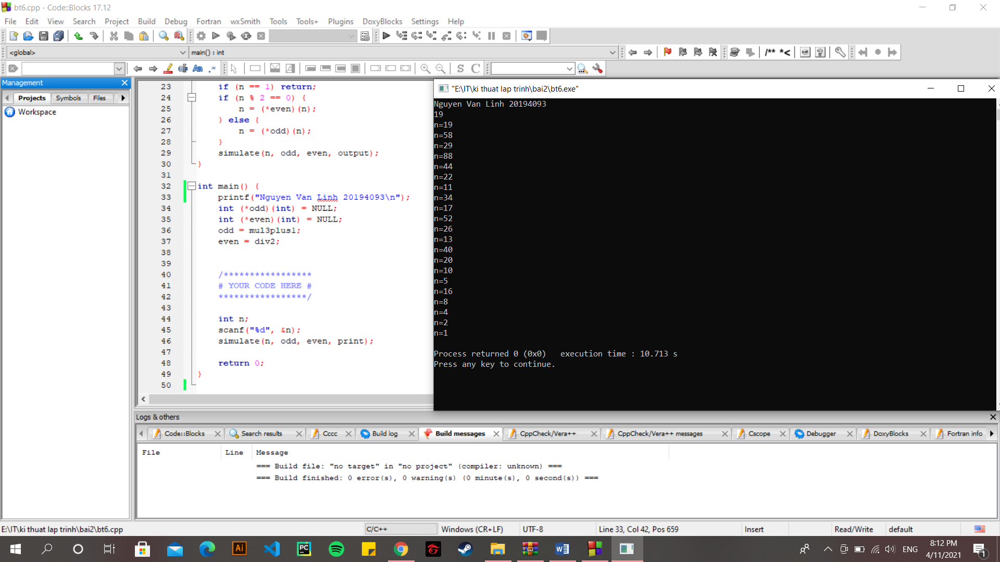 bt6.cpp - Code::Blocks 17.12
File Edit View Search Project Build Debug Fortran wxSmith Tools Tools+ Plugins DoxyBlocks Settings Help
<global> main() : int
/** *<
Aa .*
S C
Management
Projects Symbols Files
Workspace
23 if (n == 1) return;
24 if (n % 2 == 0) {
25 n = (*even)(n);
26 } else {
27 n = (*odd)(n);
28 }
29 simulate(n, odd, even, output);
30 }
31
32 int main() {
33 printf("Nguyen Van Linh 20194093\n");
34 int (*odd)(int) = NULL;
35 int (*even)(int) = NULL;
36 odd = mul3plus1;
37 even = div2;
38
39
40 /*****************
41 # YOUR CODE HERE #
42 *****************/
43
44 int n;
45 scanf("%d", &n);
46 simulate(n, odd, even, print);
47
48 return 0;
49 }
50
"E:\IT\ki thuat lap trinh\bai2\bt6.exe"
Nguyen Van Linh 20194093
19
n=19
n=58
n=29
n=88
n=44
n=22
n=11
n=34
n=17
n=52
n=26
n=13
n=40
n=20
n=10
n=5
n=16
n=8
n=4
n=2
n=1
Process returned 0 (0x0) execution time : 10.713 s
Press any key to continue.
Logs & others
Code::Blocks Search results Cccc Build log Build messages CppCheck/Vera++ CppCheck/Vera++ messages Cscope Debugger DoxyBlocks Fortran info
File Line Message
=== Build file: "no target" in "no project" (compiler: unknown) ===
=== Build finished: 0 error(s), 0 warning(s) (0 minute(s), 0 second(s)) ===
E:\IT\ki thuat lap trinh\bai2\bt6.cpp C/C++ Windows (CR+LF) UTF-8 Line 33, Col 42, Pos 659 Insert Read/Write default
Ai PC W ENG
8:12 PM
4/11/2021
1